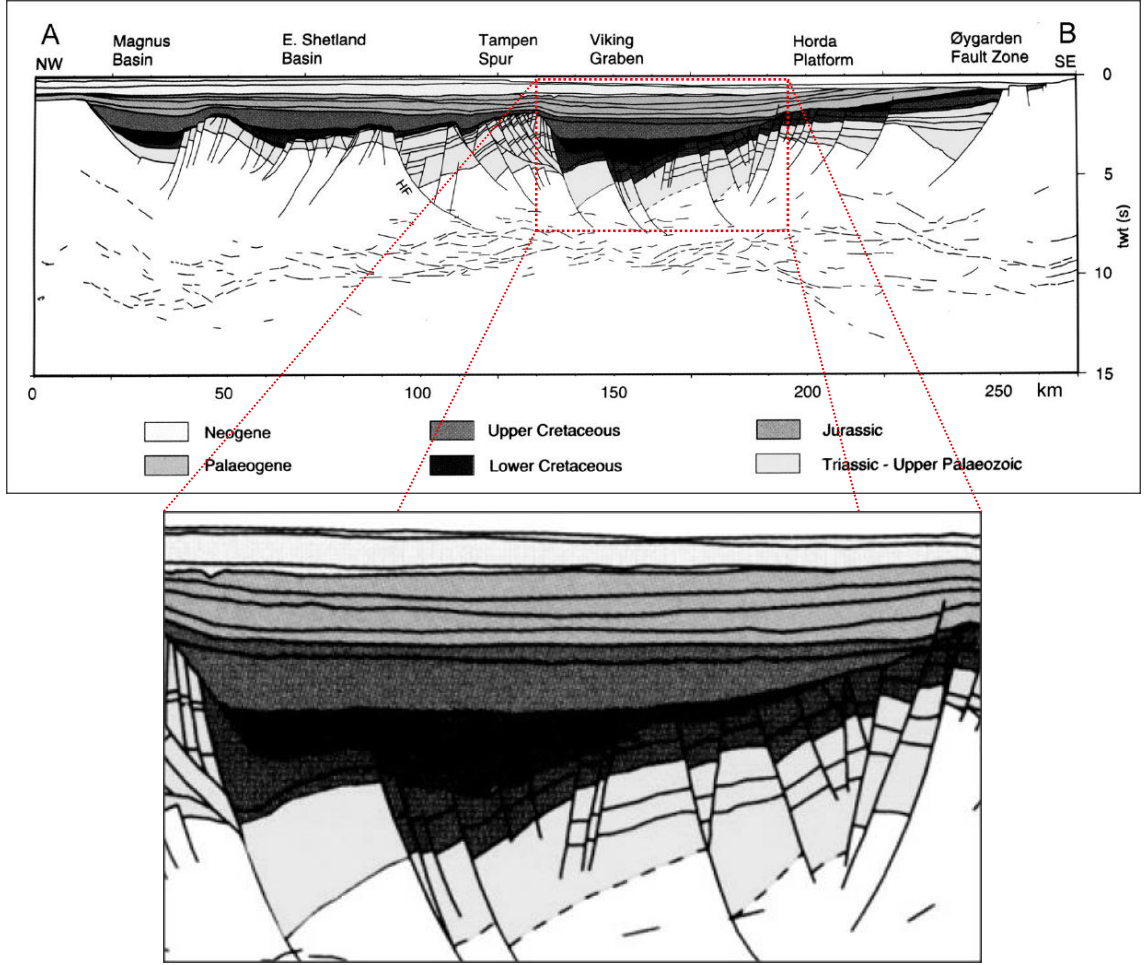 A
NW
Magnus
Basin
E. Shetland
Basin
Tampen
Spur
Viking
Graben
Horda
Platform
Øygarden
Fault Zone
B
SE
0
5
10
15
twt (s)
HF
0
50
100
150
200
250
km
Neogene
Palaeogene
Upper Cretaceous
Lower Cretaceous
Jurassic
Triassic - Upper Palaeozoic